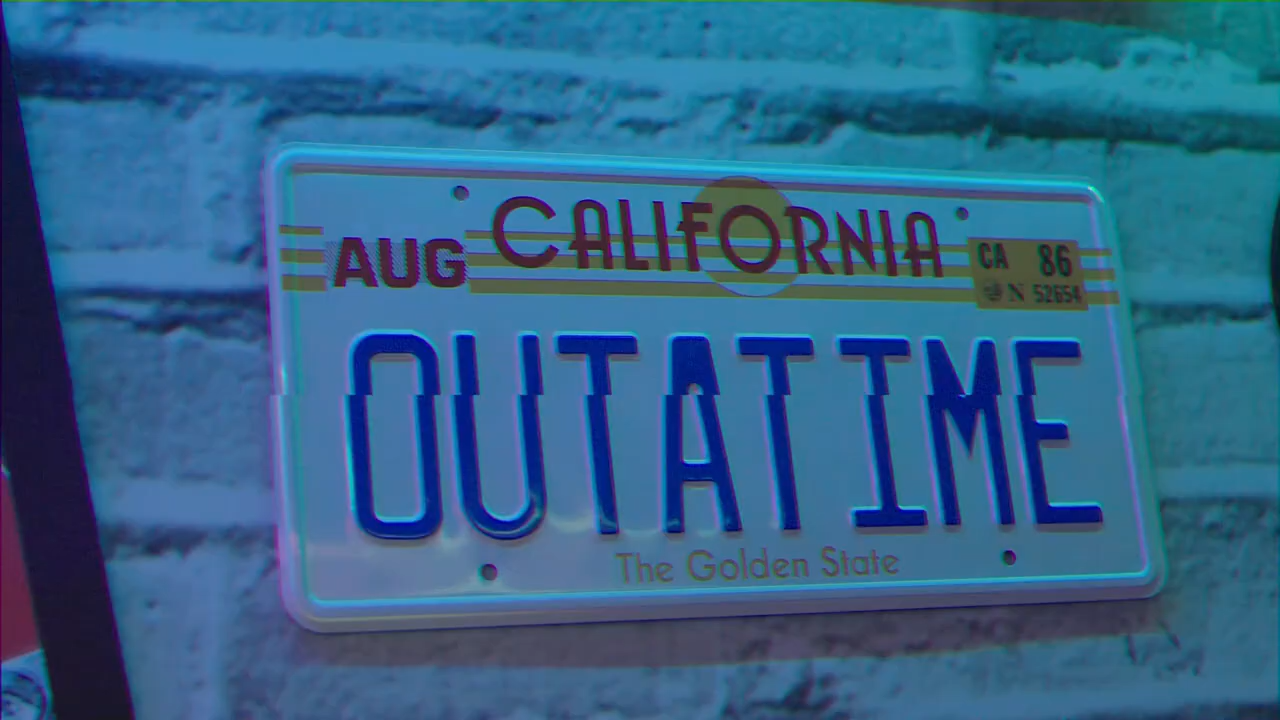 CALIFORNIA
AUG
CA 86
N 52654
OUTATIME
The Golden State